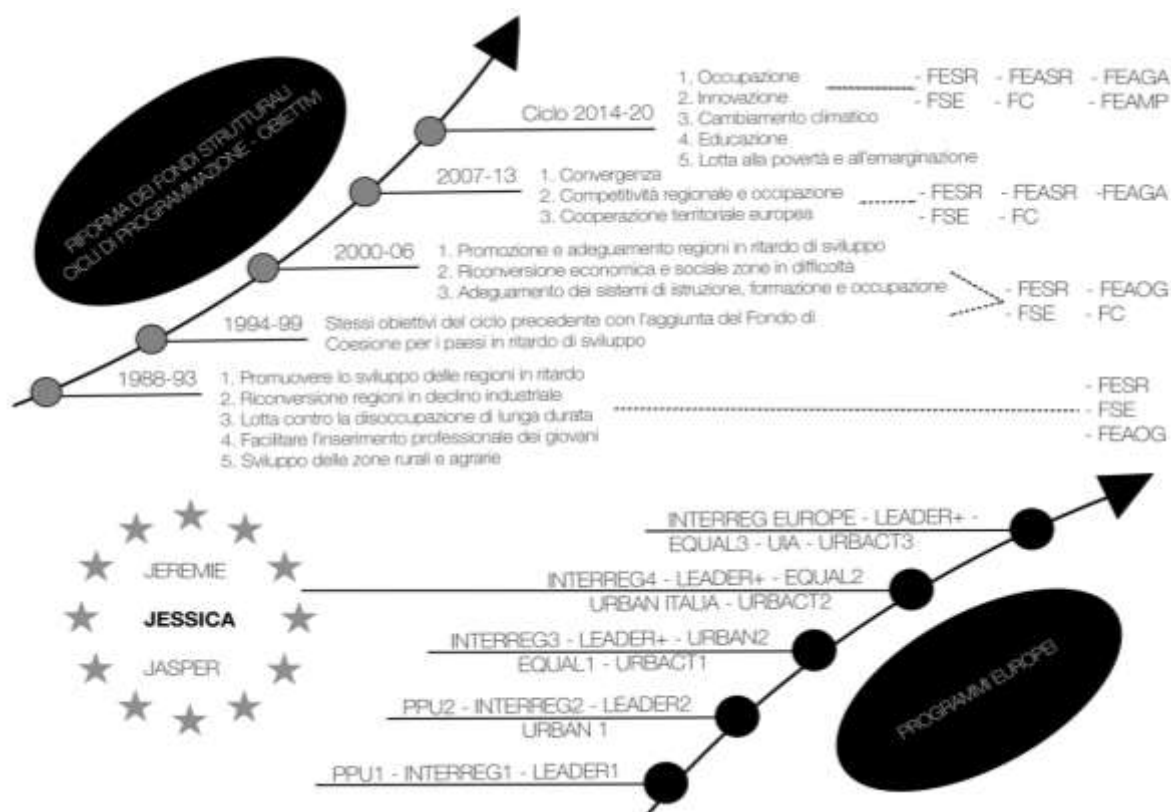 RIFORMA DEI FONDI STRUTTURALI
CICLI DI PROGRAMMAZIONE - OBIETTIVI
Ciclo 2014-20
1. Occupazione
2. Innovazione
3. Cambiamento climatico
4. Educazione
5. Lotta alla povertà e all'emarginazione
- FESR - FEASR - FEAGA
- FSE - FC - FEAMP
2007-13
1. Convergenza
2. Competitività regionale e occipazione
3. Cooperazione territoriale europea
- FESR - FEASR -FEAGA
- FSE - FC
2000-06
1. Promozione e adeguamento regioni in ritardo di sviluppo
2. Riconversione economica e sociale zone in difficoltà
3. Adeguamento dei sistemi di istruzione, formazione e occupazione
- FESR - FEAOG
- FSE - FC
1994-99
Stessi obiettivi del ciclo precedente con l'aggiunta del Fondo di
Coesione per i paesi in ritardo di sviluppo
1988-93
1. Promuovere lo sviluppo delle regioni in ritardo
2. Riconversione regioni in declino industriale
3. Lotta contro la disoccupazione di lunga durata
4. Facilitare l'inserimento professionale dei giovani
5. Sviluppo delle zone rurali e agrarie
- FESR
- FSE
- FEAOG
JEREMIE
JESSICA
JASPER
INTERREG EUROPE - LEADER+ -
EQUAL3 - UIA - URBACT3
INTERREG4 - LEADER+ - EQUAL2
URBAN ITALIA - URBACT2
INTERREG3 - LEADER+ - URBAN2
EQUAL1 - URBACT1
PPU2 - INTERREG2 - LEADER2
URBAN 1
PPU1 - INTERREG1 - LEADER1
PROGRAMMI EUROPEI